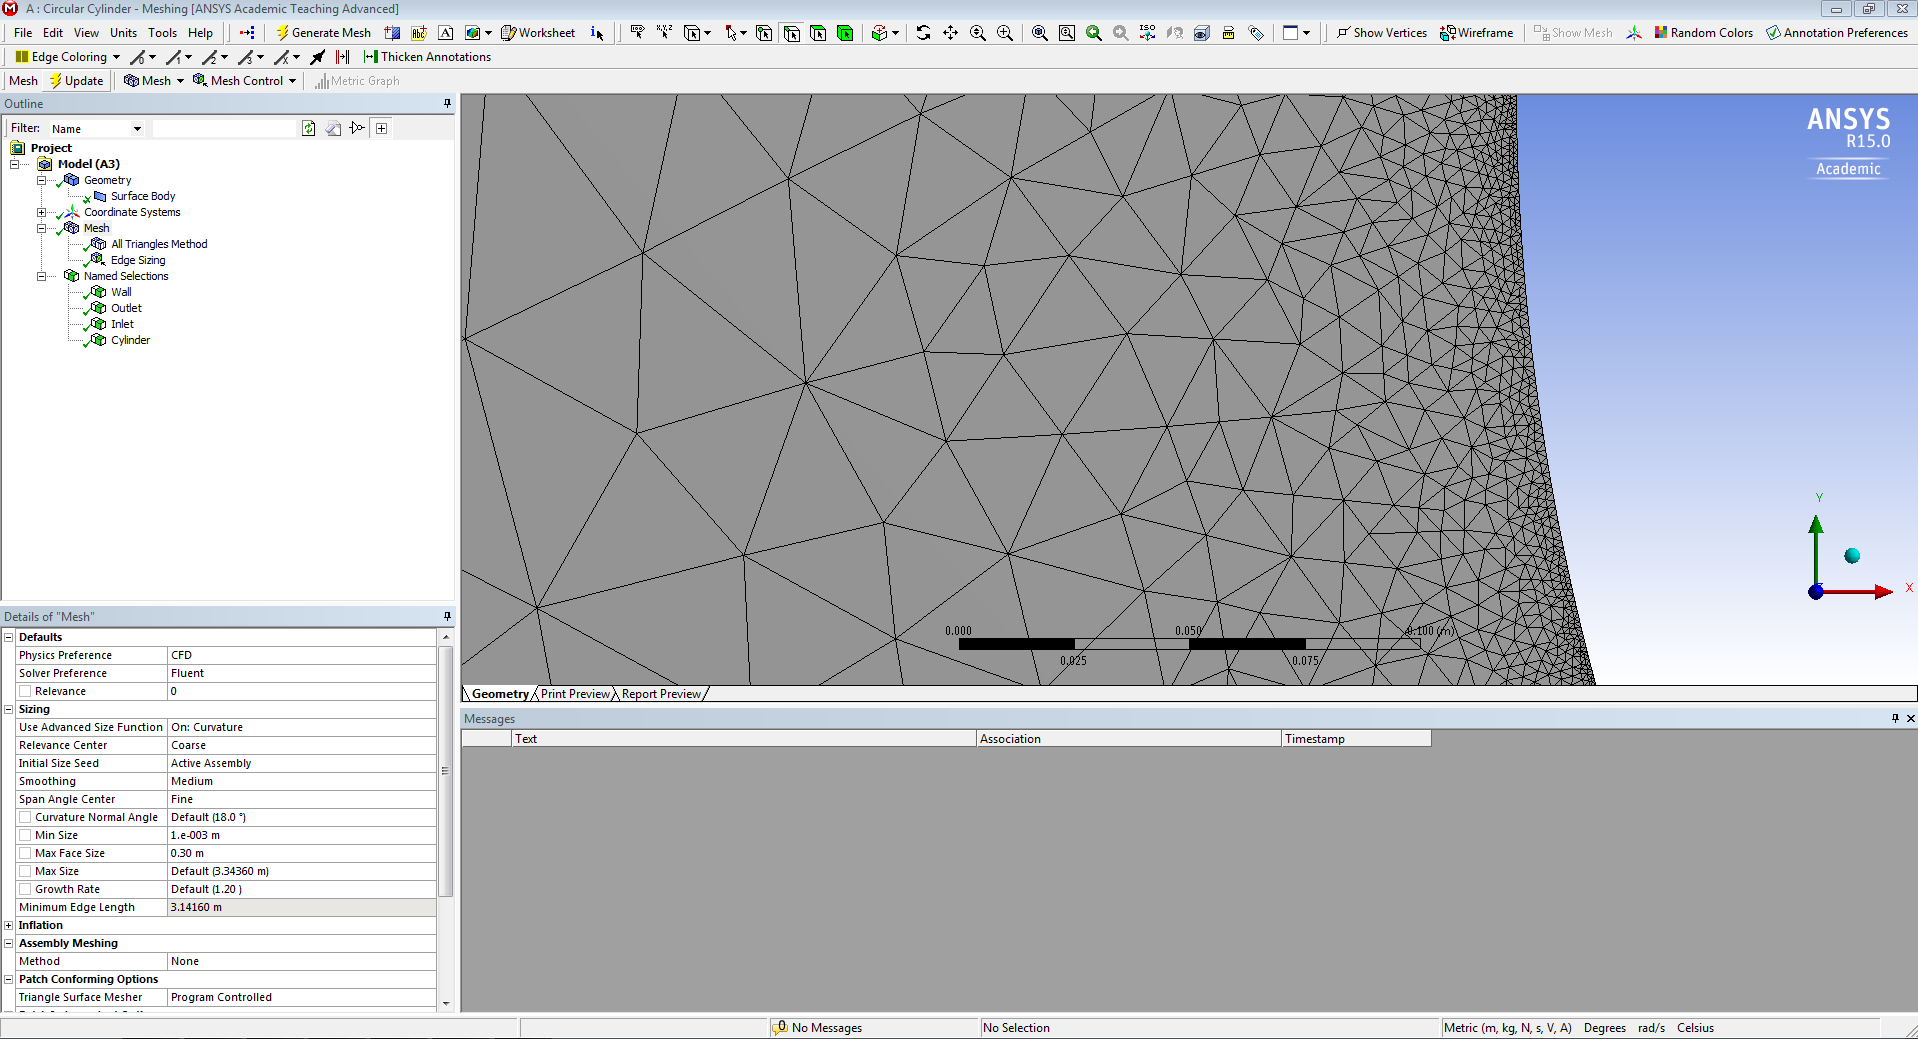 A : Circular Cylinder - Meshing [ANSYS Academic Teaching Advanced]
File Edit View Units Tools Help Generate Mesh Worksheet Show Vertices Wireframe Show Mesh Random Colors Annotation Preferences
Edge Coloring Thicken Annotations
Mesh Update Mesh Mesh Control Metric Graph
Outline
Filter: Name
Project
Model (A3)
Geometry
Surface Body
Coordinate Systems
Mesh
All Triangles Method
Edge Sizing
Named Selections
Wall
Outlet
Inlet
Cylinder
ANSYS
R15.0
Academic
Y
X
0.000 0.050 0.100 (m)
0.025 0.075
Geometry Print Preview Report Preview
Details of "Mesh"
Defaults
Physics Preference CFD
Solver Preference Fluent
Relevance 0
Sizing
Use Advanced Size Function On: Curvature
Relevance Center Coarse
Initial Size Seed Active Assembly
Smoothing Medium
Span Angle Center Fine
Curvature Normal Angle Default (18.0 °)
Min Size 1.e-003 m
Max Face Size 0.30 m
Max Size Default (3.34360 m)
Growth Rate Default (1.20 )
Minimum Edge Length 3.14160 m
Inflation
Assembly Meshing
Method None
Patch Conforming Options
Triangle Surface Mesher Program Controlled
Messages
Text Association Timestamp
No Messages No Selection Metric (m, kg, N, s, V, A) Degrees rad/s Celsius